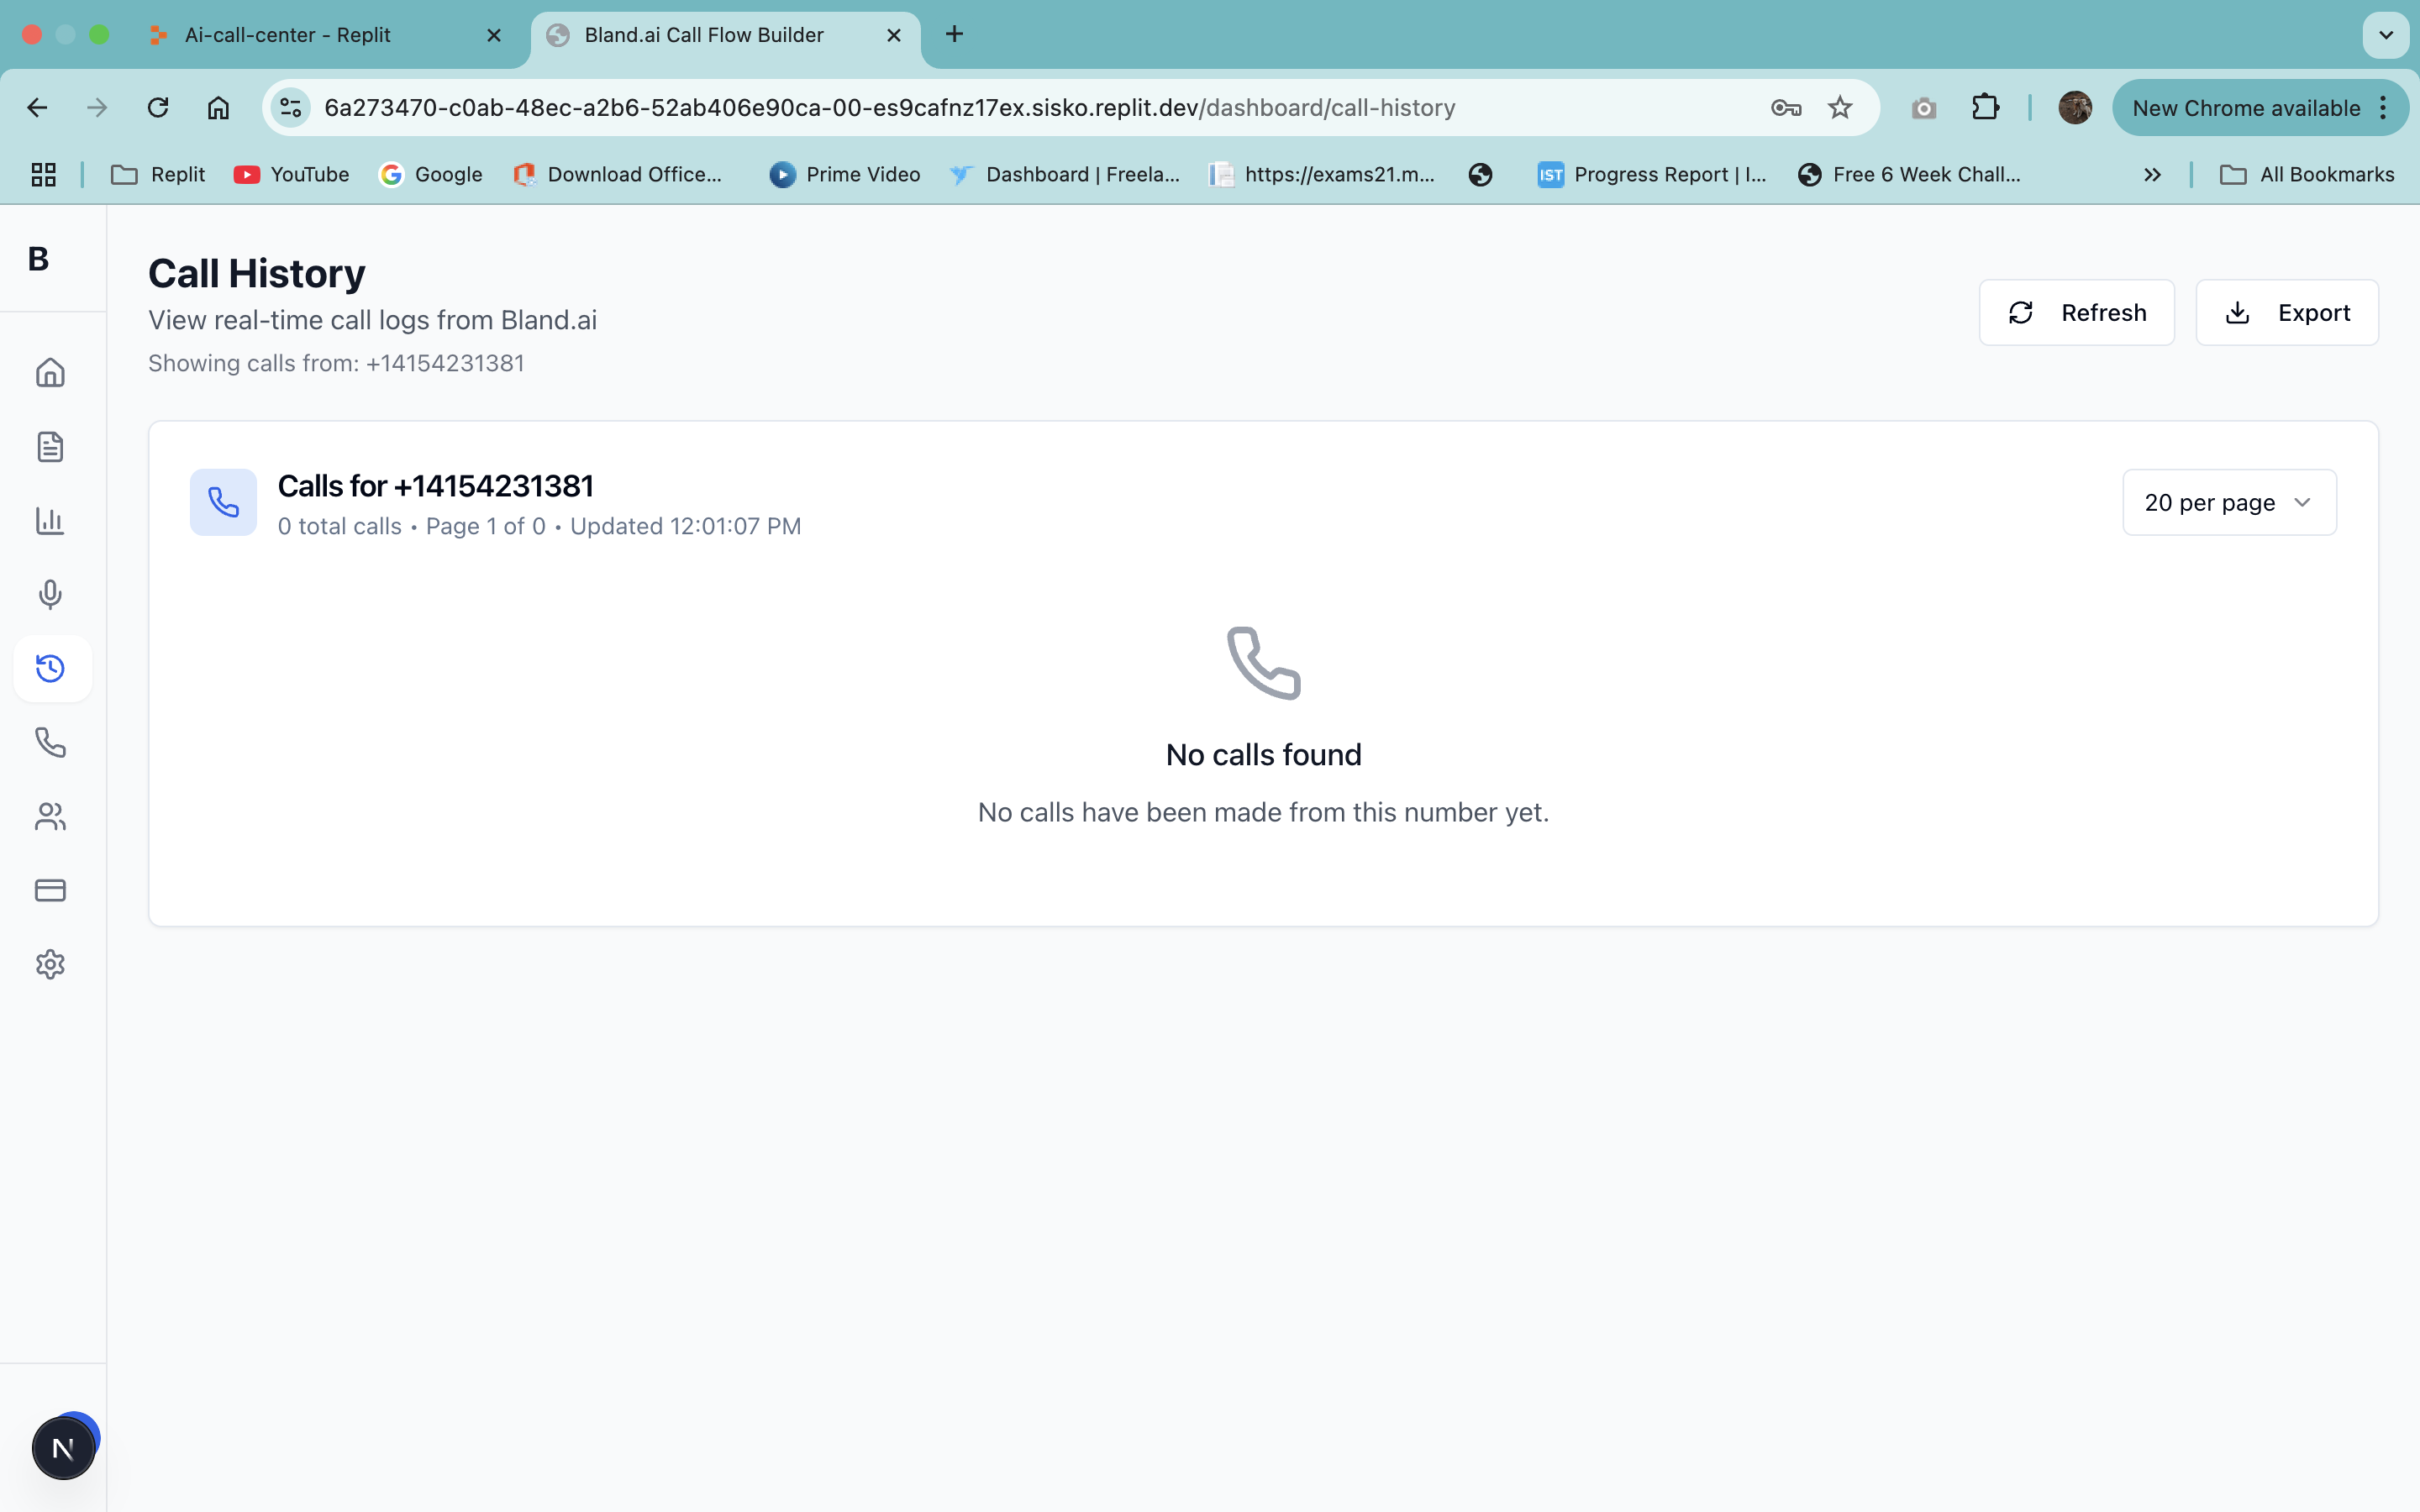 Ai-call-center - Replit
Bland.ai Call Flow Builder
6a273470-c0ab-48ec-a2b6-52ab406e90ca-00-es9cafnz17ex.sisko.replit.dev/dashboard/call-history
New Chrome available
Replit
YouTube
Google
Download Office...
Prime Video
Dashboard | Freela...
https://exams21.m...
IST
Progress Report | I...
Free 6 Week Chall...
All Bookmarks
B
Call History
View real-time call logs from Bland.ai
Showing calls from: +14154231381
Refresh
Export
Calls for +14154231381
0 total calls • Page 1 of 0 • Updated 12:01:07 PM
20 per page
No calls found
No calls have been made from this number yet.
N